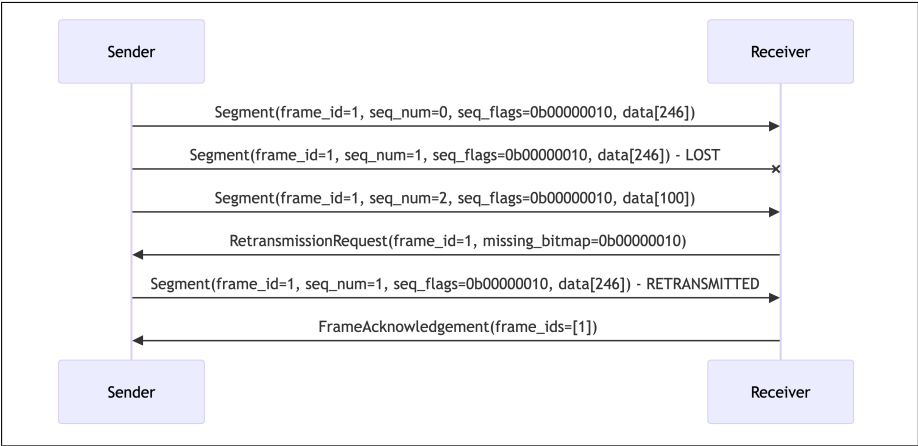 Sender
Receiver
Segment(frame_id=1, seq_num=0, seq_flags=0b00000010, data[246])
Segment(frame_id=1, seq_num=1, seq_flags=0b00000010, data[246]) - LOST
Segment(frame_id=1, seq_num=2, seq_flags=0b00000010, data[100])
RetransmissionRequest(frame_id=1, missing_bitmap=0b00000010)
Segment(frame_id=1, seq_num=1, seq_flags=0b00000010, data[246]) - RETRANSMITTED
FrameAcknowledgement(frame_ids=[1])
Sender
Receiver